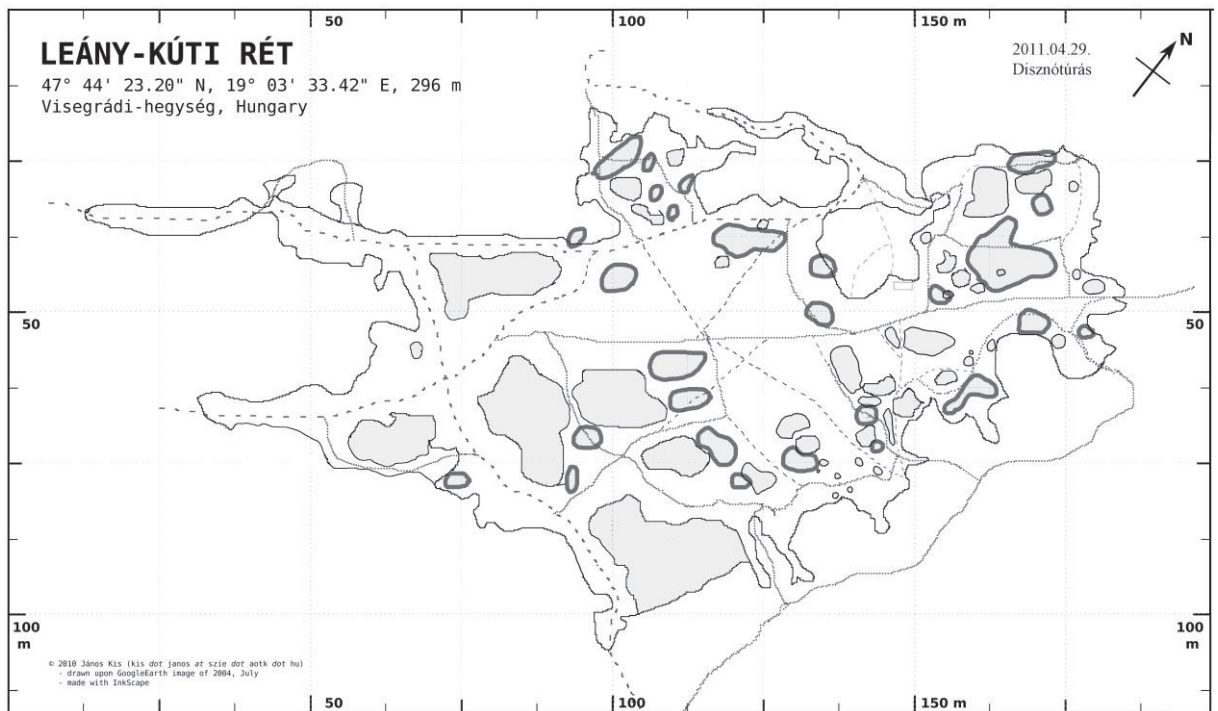 50
100
150 m
LEÁNY-KÚTI RÉT
47° 44' 23.20" N, 19° 03' 33.42" E, 296 m
Visegrádi-hegység, Hungary
2011.04.29.
Disznótúrás
N
50
50
100
m
100
m
© 2010 János Kis (kis dot janos at szie dot aotk dot hu)
- drawn upon GoogleEarth image of 2004, July
- made with InkScape
50
100
150 m